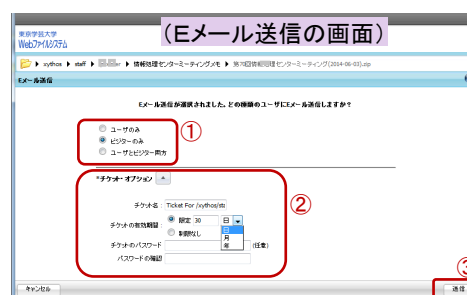 東京学芸大学
Webファイルシステム
(Eメール送信の画面)
xythos ▶ staff ▶ ▶ 情報処理センターミーティングメモ ▶ 第70回情報処理センターミーティング(2014-06-03).zip
Eメール送信
Eメール送信が選択されました。どの種類のユーザにEメール送信しますか？
ユーザのみ
ビジターのみ
ユーザとビジター両方
①
*チケット・オプション
チケット名: Ticket For /xythos/sta
チケットの有効期間: 限定 30 日
日
制限なし
月
年
チケットのパスワード (任意)
パスワードの確認
②
③
キャンセル
送信